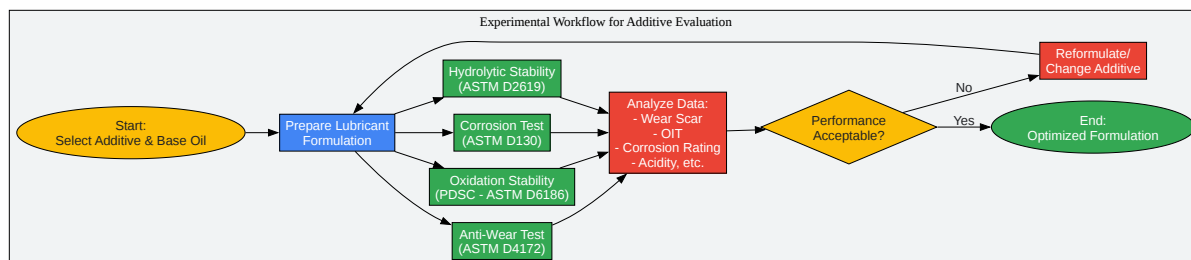 Experimental Workflow for Additive Evaluation
Start:
Select Additive & Base Oil
Prepare Lubricant
Formulation
Hydrolytic Stability
(ASTM D2619)
Corrosion Test
(ASTM D130)
Oxidation Stability
(PDSC - ASTM D6186)
Anti-Wear Test
(ASTM D4172)
Analyze Data:
- Wear Scar
- OIT
- Corrosion Rating
- Acidity, etc.
Performance
Acceptable?
No
Reformulate/
Change Additive
Yes
End:
Optimized Formulation